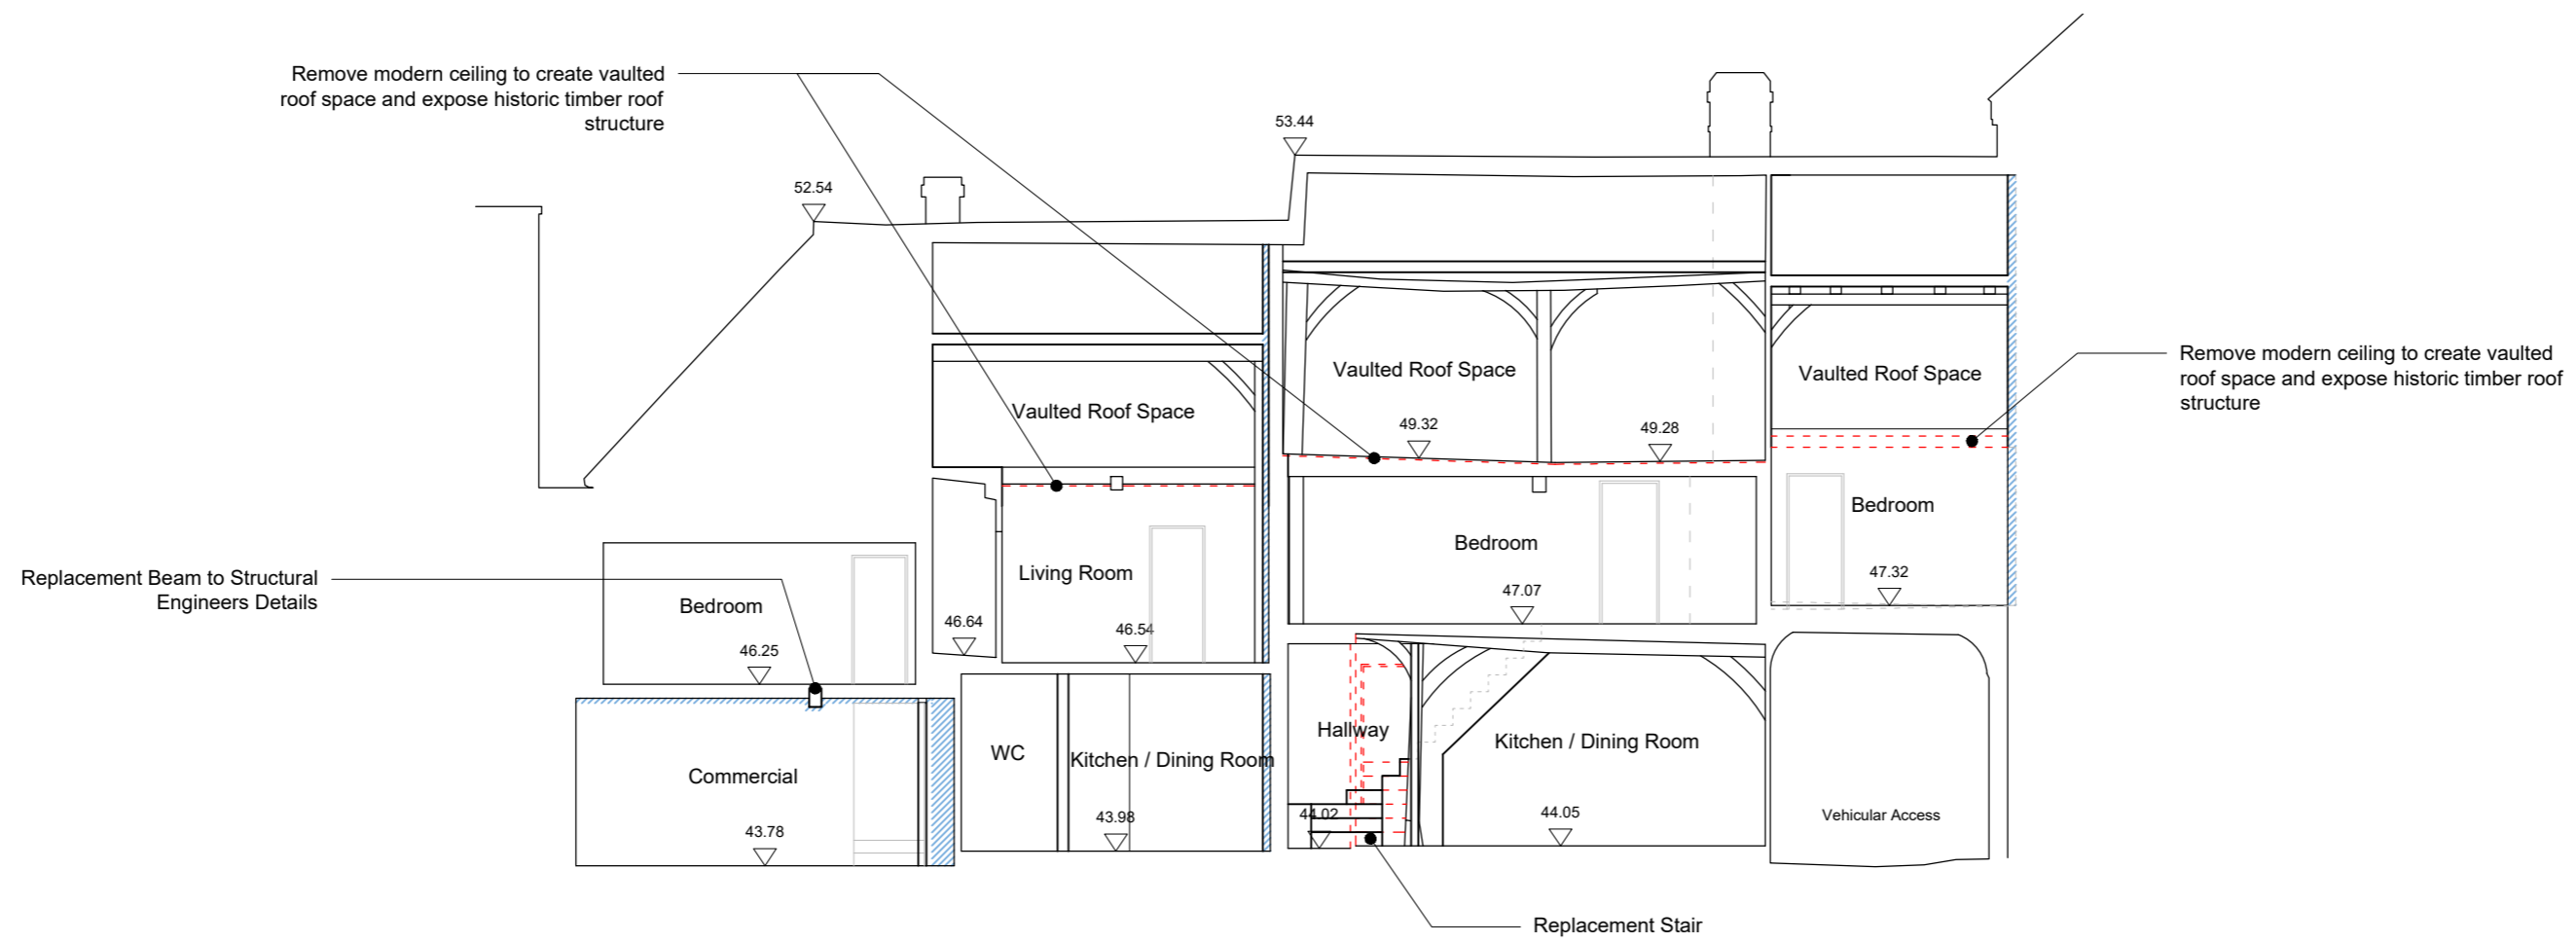 Remove modern ceiling to create vaulted
roof space and expose historic timber roof
structure
53.44
52.54
Remove modern ceiling to create vaulted
roof space and expose historic timber roof
structure
Vaulted Roof Space
Vaulted Roof Space
Vaulted Roof Space
49.32
49.28
Bedroom
Bedroom
Living Room
Replacement Beam to Structural
Engineers Details
Bedroom
47.32
47.07
46.64
46.54
46.25
Hallway
WC
Kitchen / Dining Room
Kitchen / Dining Room
Commercial
43.78
43.98
44.02
44.05
Vehicular Access
Replacement Stair